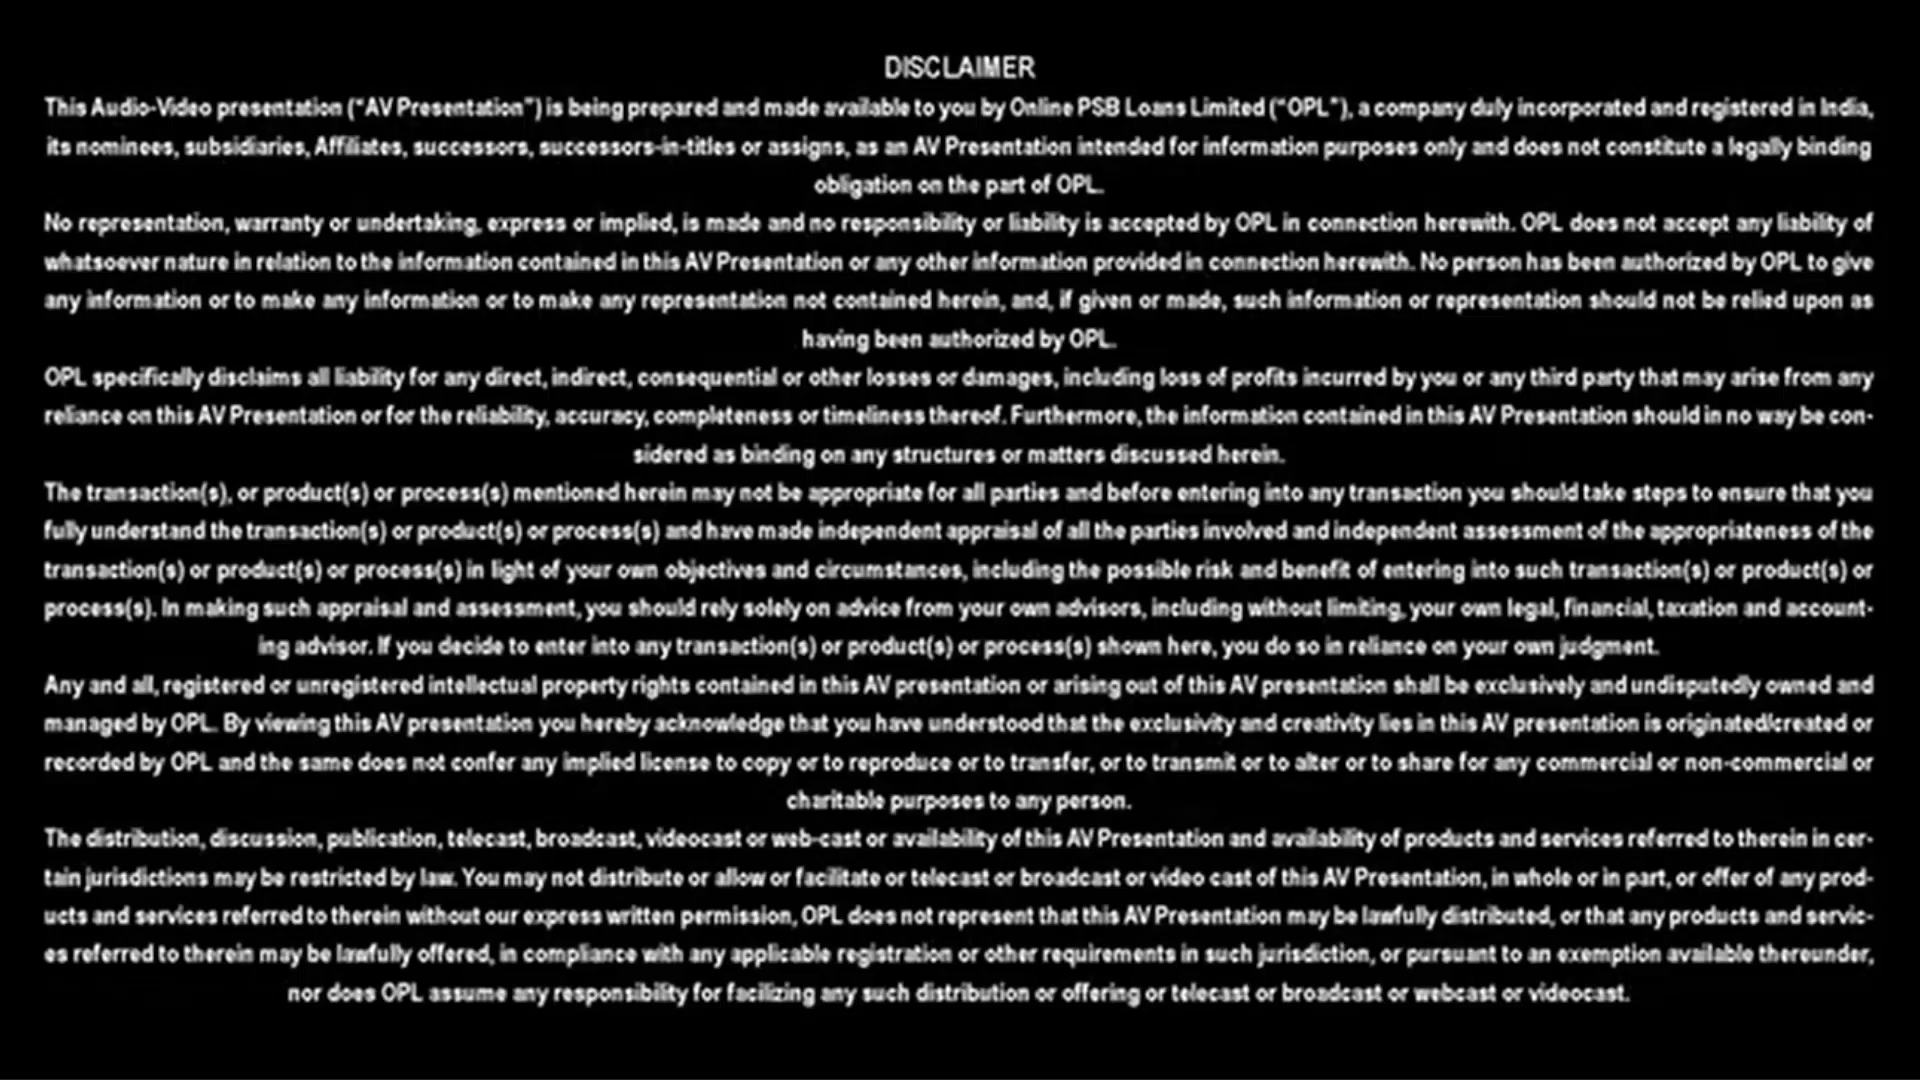 DISCLAIMER
This Audio-Video presentation (“AV Presentation”) is being prepared and made available to you by Online PSB Loans Limited (“OPL”), a company duly incorporated and registered in India,
its nominees, subsidiaries, Affiliates, successors, successors-in-titles or assigns, as an AV Presentation intended for information purposes only and does not constitute a legally binding
obligation on the part of OPL.
No representation, warranty or undertaking, express or implied, is made and no responsibility or liability is accepted by OPL in connection herewith. OPL does not accept any liability of
whatsoever nature in relation to the information contained in this AV Presentation or any other information provided in connection herewith. No person has been authorized by OPL to give
any information or to make any information or to make any representation not contained herein, and, if given or made, such information or representation should not be relied upon as
having been authorized by OPL.
OPL specifically disclaims all liability for any direct, indirect, consequential or other losses or damages, including loss of profits incurred by you or any third party that may arise from any
reliance on this AV Presentation or for the reliability, accuracy, completeness or timeliness thereof. Furthermore, the information contained in this AV Presentation should in no way be con-
sidered as binding on any structures or matters discussed herein.
The transaction(s), or product(s) or process(s) mentioned herein may not be appropriate for all parties and before entering into any transaction you should take steps to ensure that you
fully understand the transaction(s) or product(s) or process(s) and have made independent appraisal of all the parties involved and independent assessment of the appropriateness of the
transaction(s) or product(s) or process(s) in light of your own objectives and circumstances, including the possible risk and benefit of entering into such transaction(s) or product(s) or
process(s). In making such appraisal and assessment, you should rely solely on advice from your own advisors, including without limiting, your own legal, financial, taxation and account-
ing advisor. If you decide to enter into any transaction(s) or product(s) or process(s) shown here, you do so in reliance on your own judgment.
Any and all, registered or unregistered intellectual property rights contained in this AV presentation or arising out of this AV presentation shall be exclusively and undisputedly owned and
managed by OPL. By viewing this AV presentation you hereby acknowledge that you have understood that the exclusivity and creativity lies in this AV presentation is originated/created or
recorded by OPL and the same does not confer any implied license to copy or to reproduce or to transfer, or to transmit or to alter or to share for any commercial or non-commercial or
charitable purposes to any person.
The distribution, discussion, publication, telecast, broadcast, videocast or web-cast or availability of this AV Presentation and availability of products and services referred to therein in cer-
tain jurisdictions may be restricted by law. You may not distribute or allow or facilitate or telecast or broadcast or video cast of this AV Presentation, in whole or in part, or offer of any prod-
ucts and services referred to therein without our express written permission, OPL does not represent that this AV Presentation may be lawfully distributed, or that any products and servic-
es referred to therein may be lawfully offered, in compliance with any applicable registration or other requirements in such jurisdiction, or pursuant to an exemption available thereunder,
nor does OPL assume any responsibility for facilizing any such distribution or offering or telecast or broadcast or webcast or videocast.